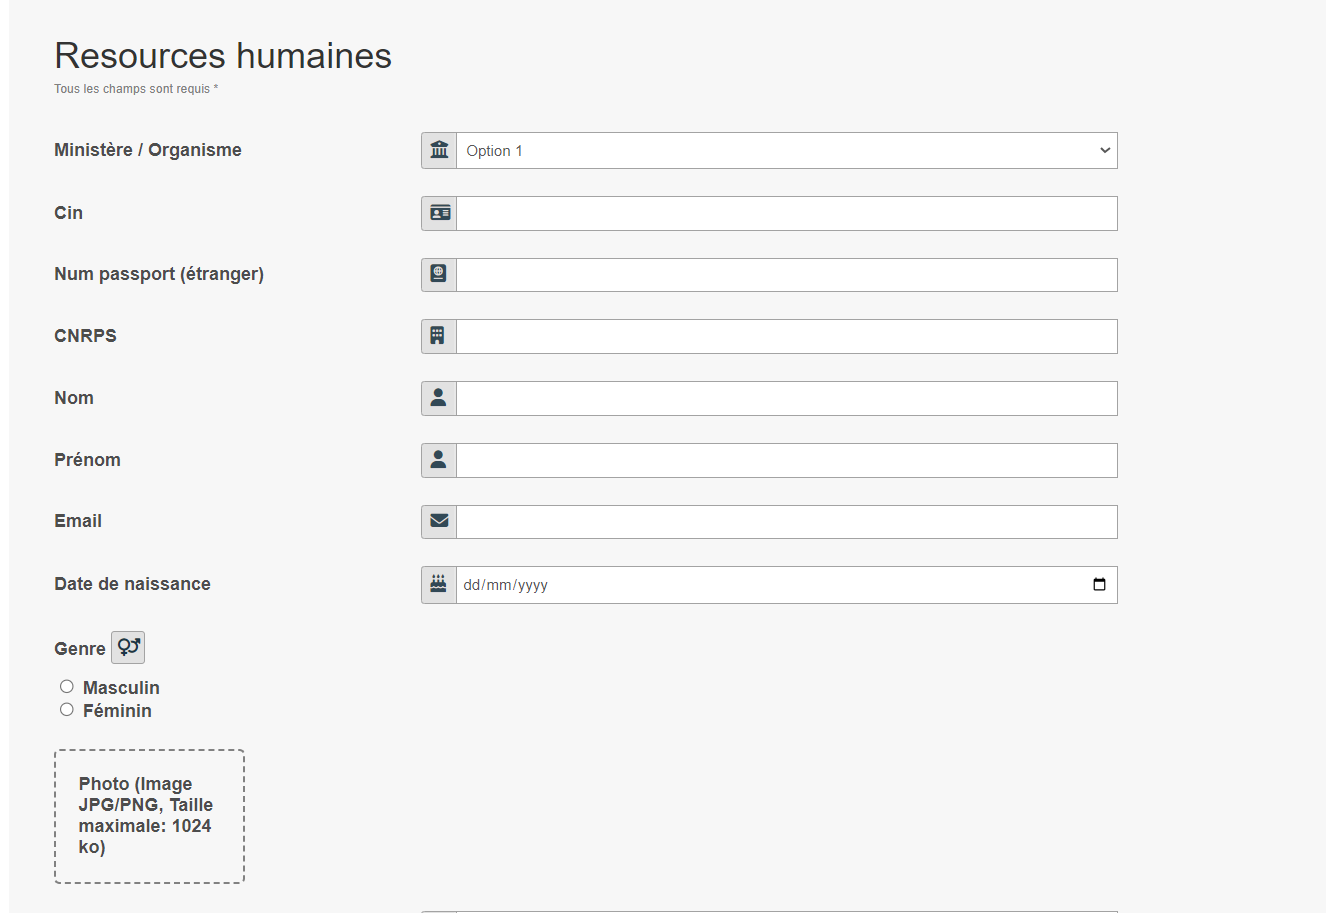 Resources humaines
Tous les champs sont requis *
Ministère / Organisme
Option 1
Cin
Num passport (étranger)
CNRPS
Nom
Prénom
Email
Date de naissance
dd/mm/yyyy
Genre
Masculin
Féminin
Photo (Image
JPG/PNG, Taille
maximale: 1024
ko)